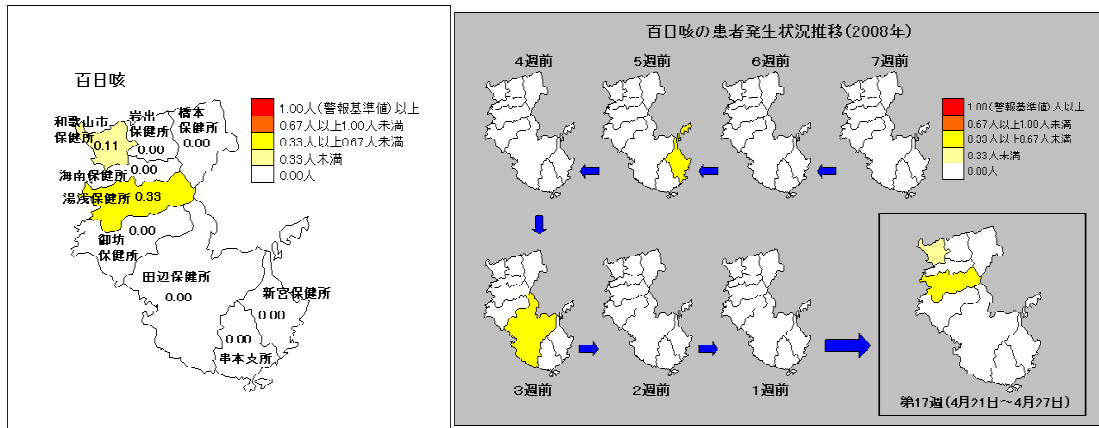 百日咳
1.00人(警報基準値)以上
0.67人以上1.00人未満
0.33人以上0.67人未満
0.33人未満
0.00人
和歌山市
保健所
0.11
岩出
保健所
0.00
橋本
保健所
0.00
0.00
海南保健所
湯浅保健所 0.33
0.00
御坊
保健所
田辺保健所
0.00
新宮保健所
0.00
0.00
串本支所
百日咳の患者発生状況推移(2008年)
4週前
5週前
6週前
7週前
1.00(警報基準値)人以上
0.67人以上1.00人未満
0.33人以上0.67人未満
0.33人未満
0.00人
3週前
2週前
1週前
第17週(4月21日～4月27日)